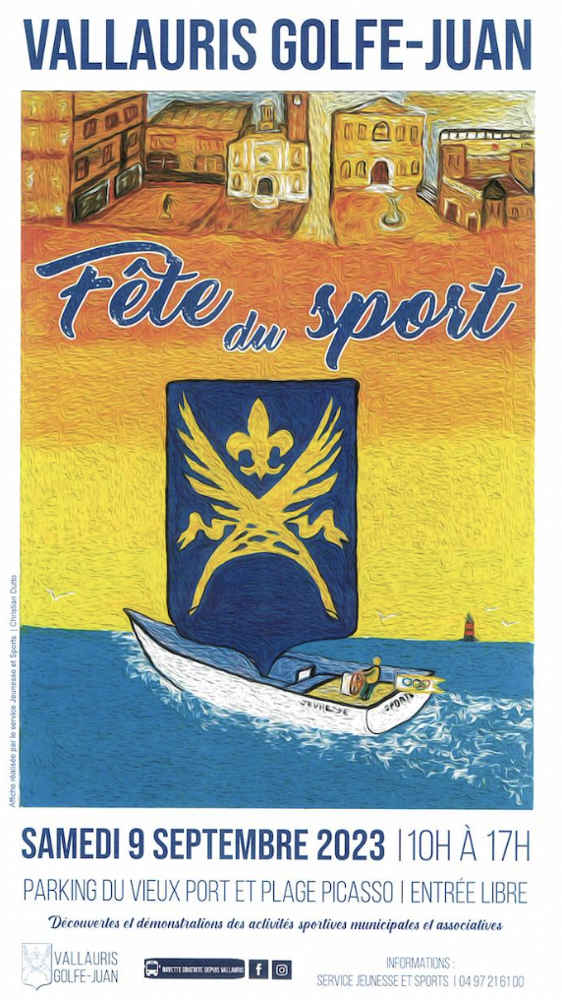 VALLAURIS GOLFE-JUAN
Fête du sport
JEUNESSE
SPORTS
Affiche réalisée par le service Jeunesse et Sports | Christian Dutto
SAMEDI 9 SEPTEMBRE 2023 | 10H À 17H
PARKING DU VIEUX PORT ET PLAGE PICASSO | ENTRÉE LIBRE
Découvertes et démonstrations des activités sportives municipales et associatives
VALLAURIS
GOLFE-JUAN
NAVETTE GRATUITE DEPUIS VALLAURIS
INFORMATIONS :
SERVICE JEUNESSE ET SPORTS | 04 97 21 61 00